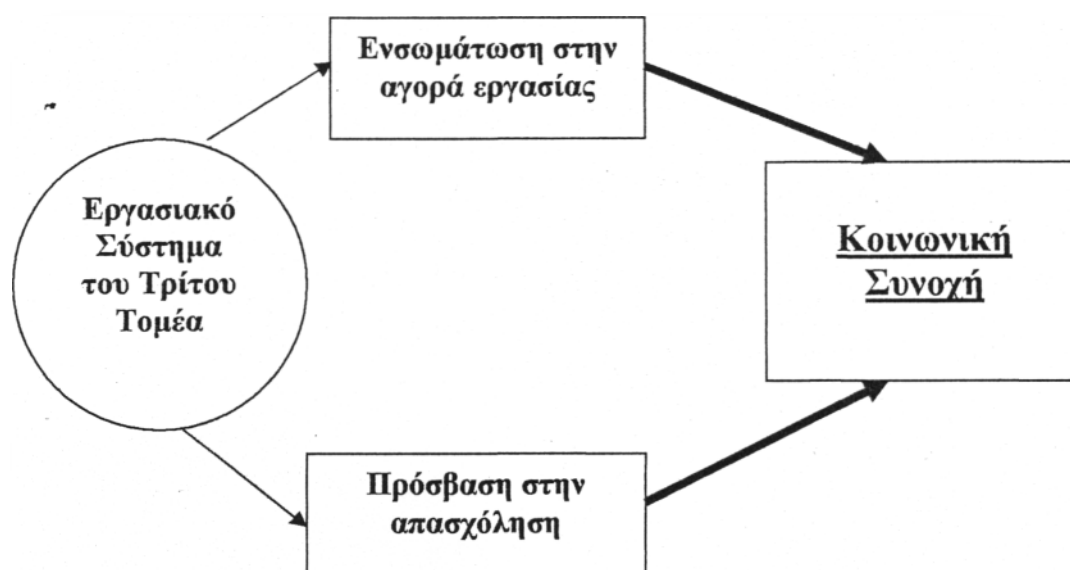 Ενσωμάτωση στην
αγορά εργασίας
Εργασιακό
Σύστημα
του Τρίτου
Τομέα
Κοινωνική
Συνοχή
Πρόσβαση στην
απασχόληση